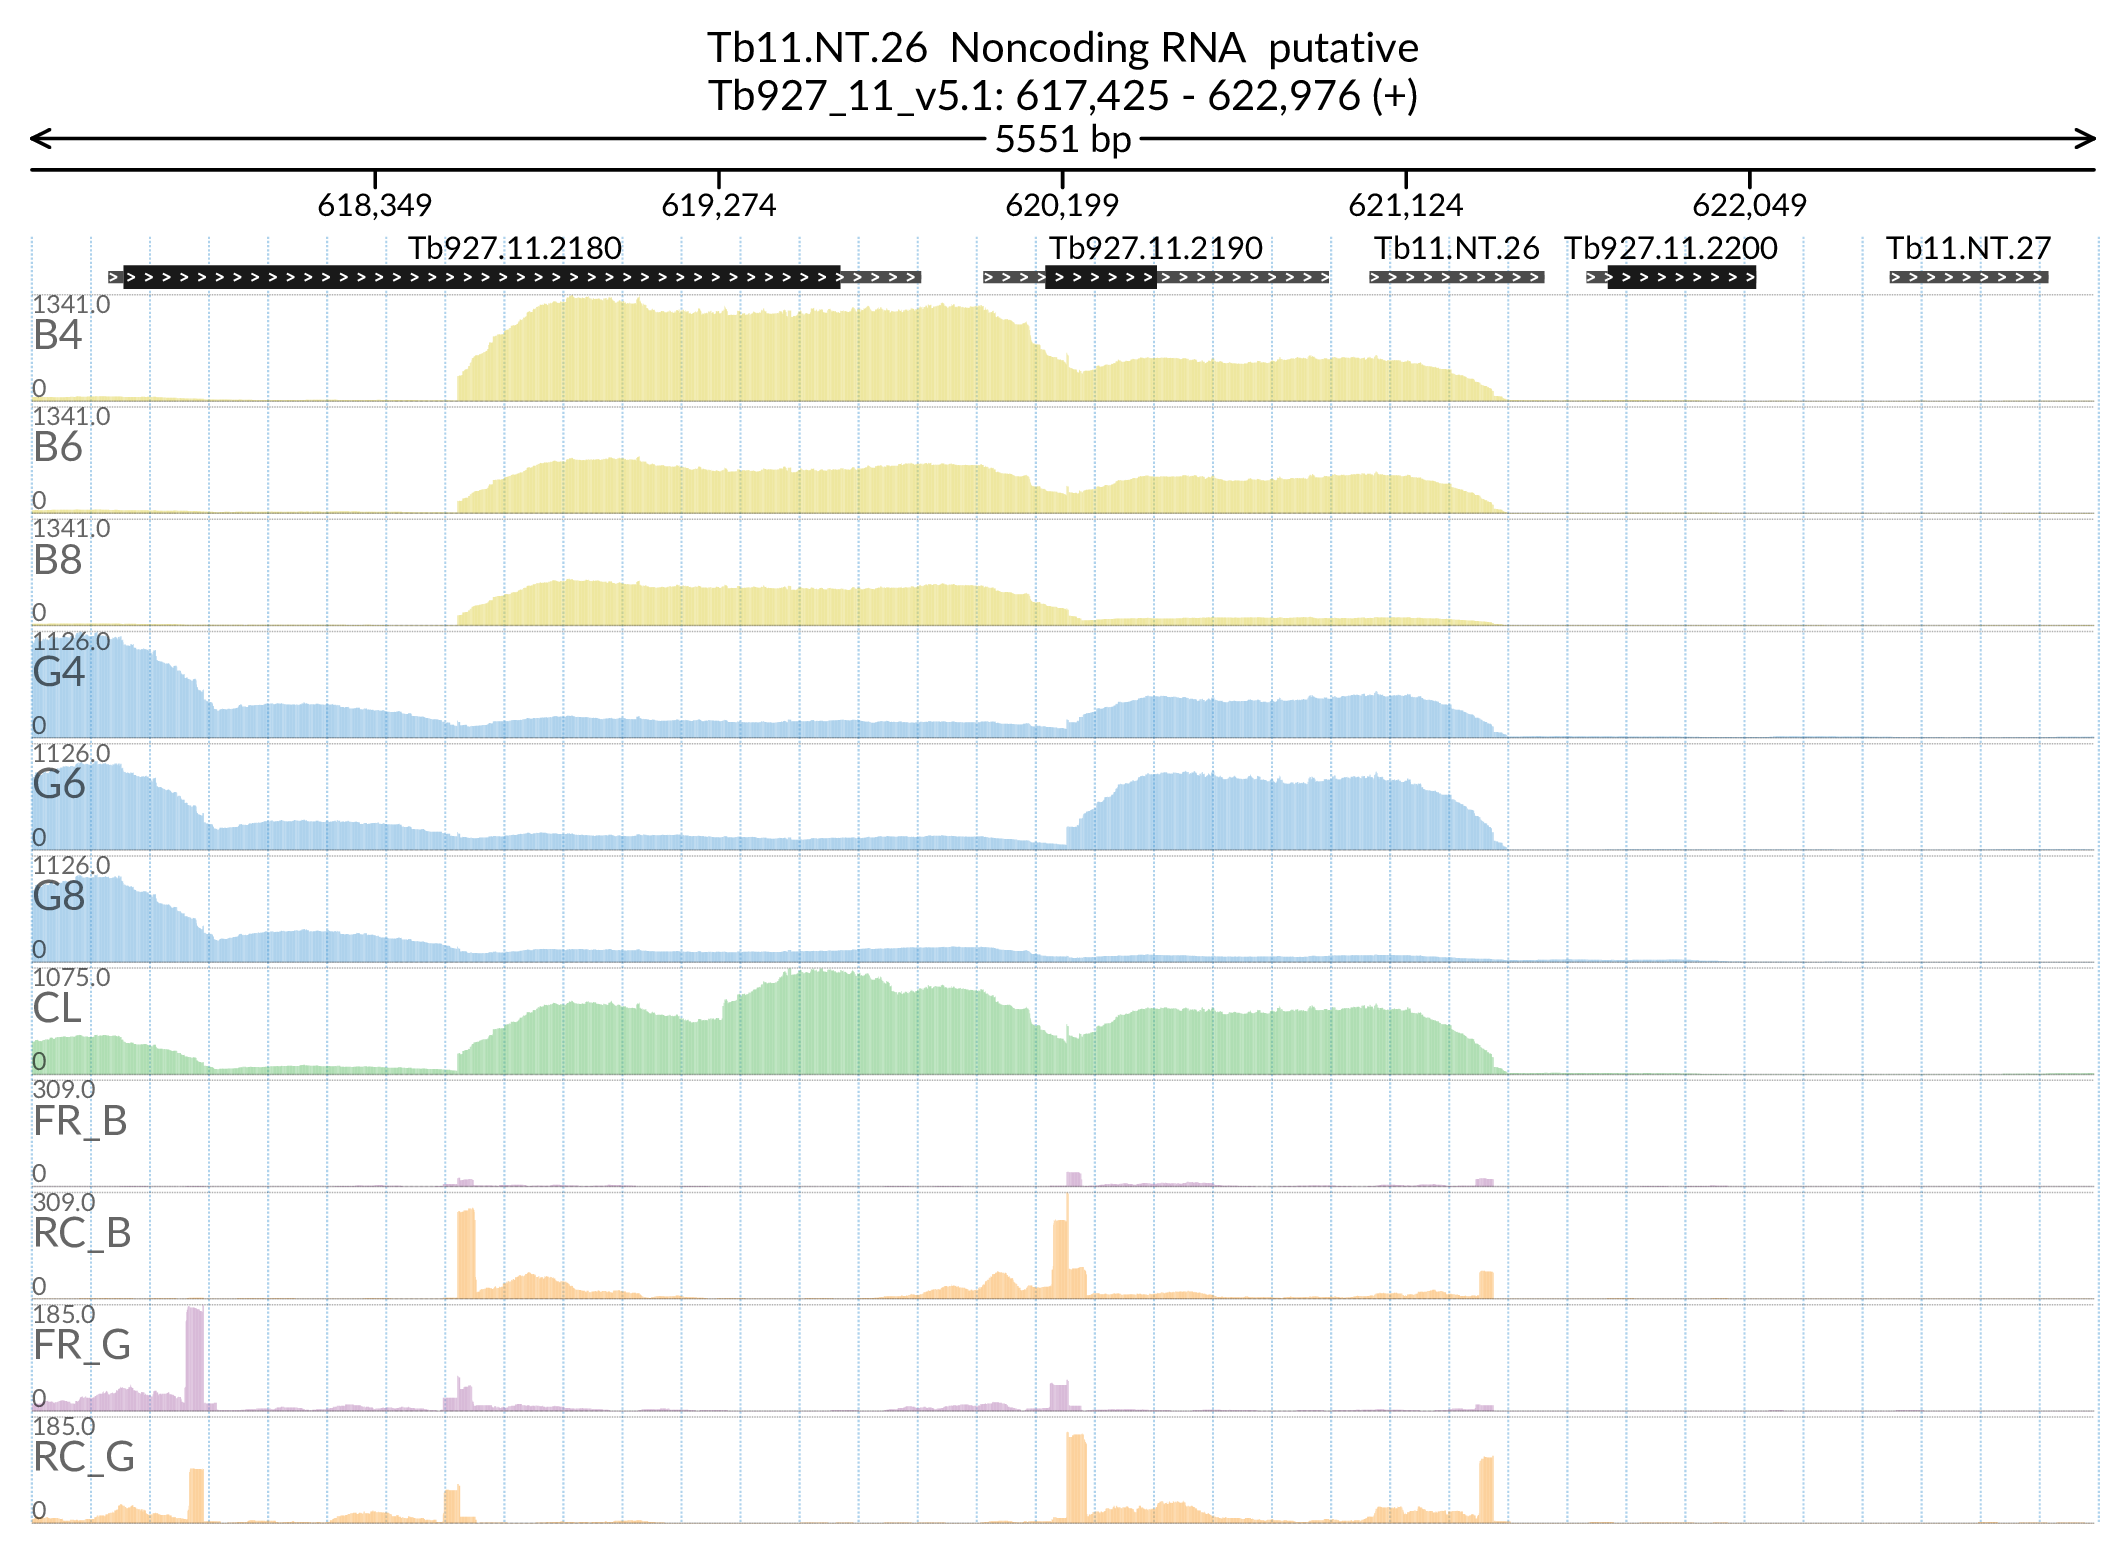 Tb11.NT.26 Noncoding RNA putative
Tb927_11_v5.1: 617,425 - 622,976 (+)
5551 bp
618,349 619,274 620,199 621,124 622,049
Tb927.11.2180 Tb927.11.2190 Tb11.NT.26 Tb927.11.2200 Tb11.NT.27
1341.0
B4
0
1341.0
B6
0
1341.0
B8
0
1126.0
G4
0
1126.0
G6
0
1126.0
G8
0
1075.0
CL
0
309.0
FR_B
0
309.0
RC_B
0
185.0
FR_G
0
185.0
RC_G
0